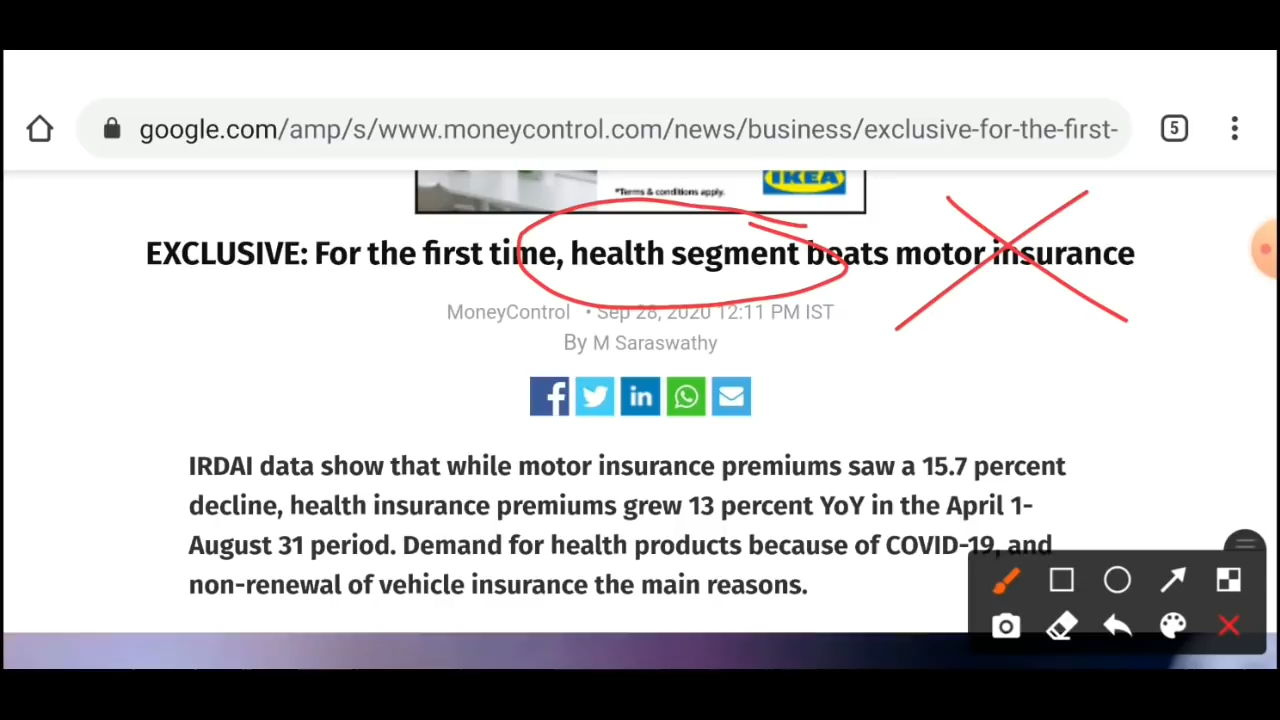 google.com/amp/s/www.moneycontrol.com/news/business/exclusive-for-the-first-
5
*Terms & conditions apply.
IKEA
EXCLUSIVE: For the first time, health segment beats motor insurance
MoneyControl • Sep 28, 2020 12:11 PM IST
By M Saraswathy
IRDAI data show that while motor insurance premiums saw a 15.7 percent
decline, health insurance premiums grew 13 percent YoY in the April 1-
August 31 period. Demand for health products because of COVID-19, and
non-renewal of vehicle insurance the main reasons.